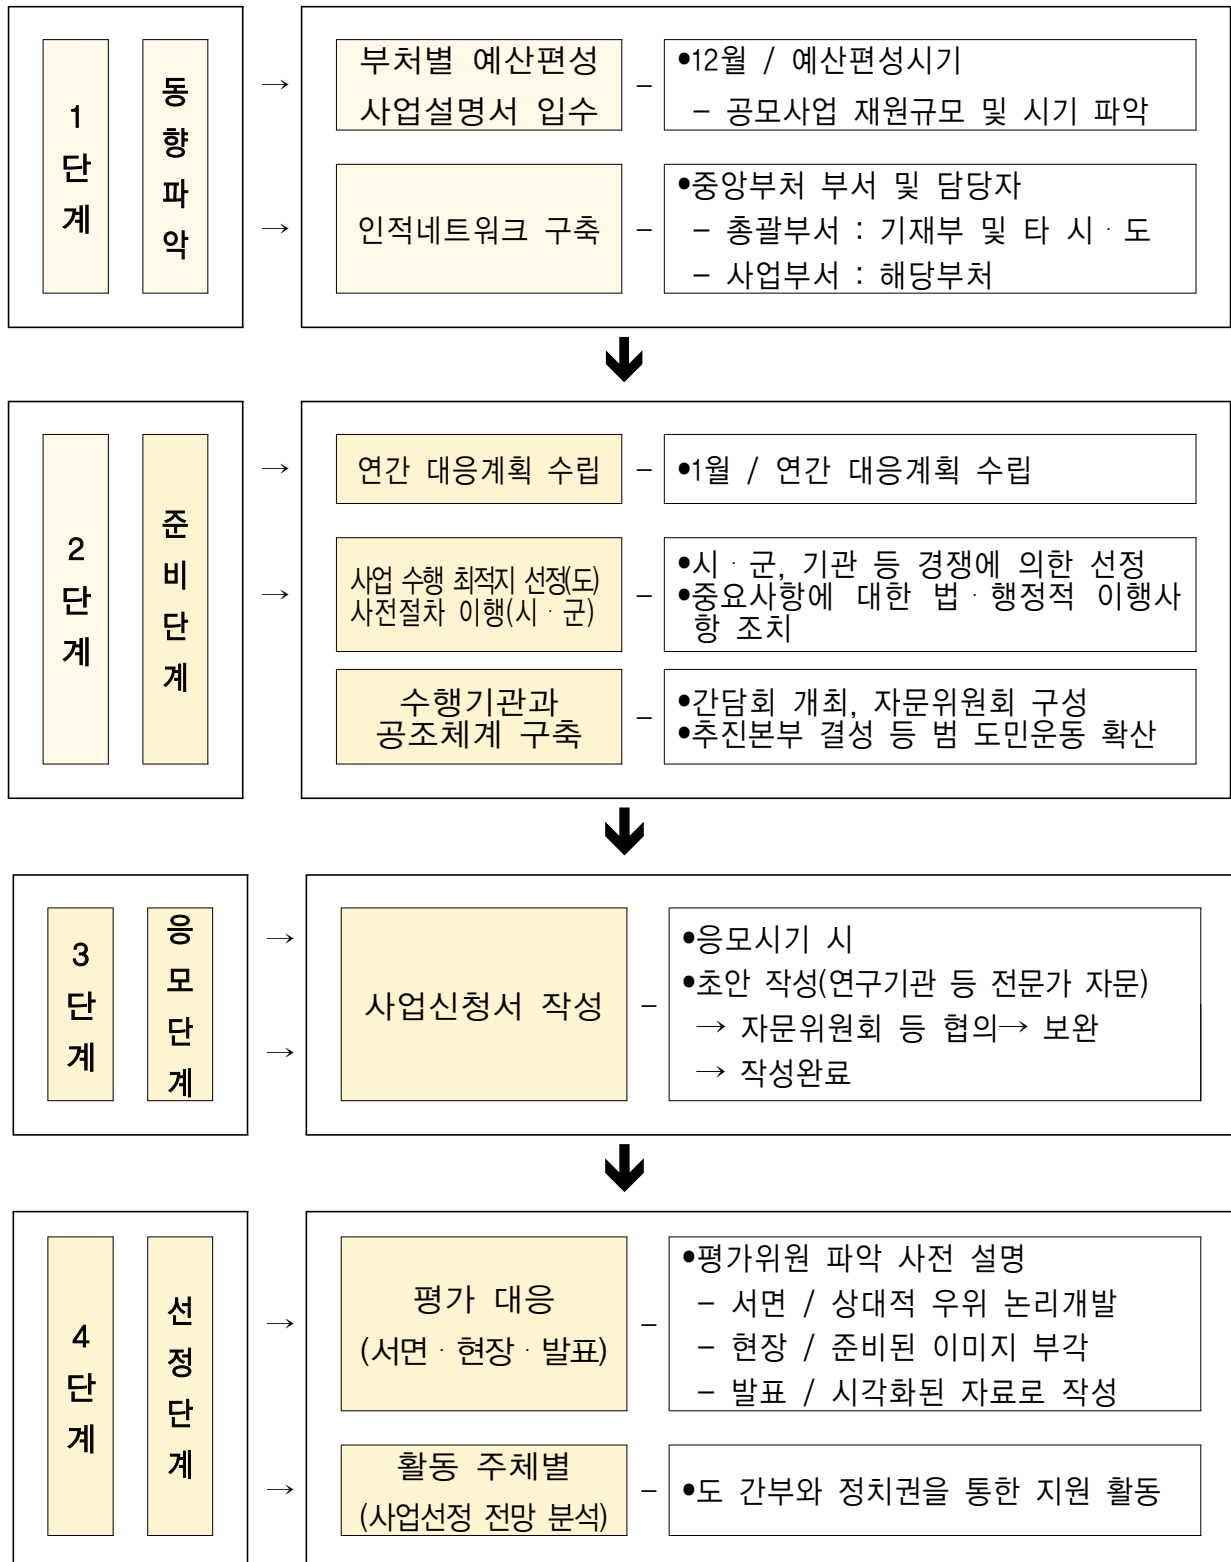 1단계
동향파악
→
부처별 예산편성
사업설명서 입수
–
•12월 / 예산편성시기
– 공모사업 재원규모 및 시기 파악
→
인적네트워크 구축
–
•중앙부처 부서 및 담당자
– 총괄부서 : 기재부 및 타 시·도
– 사업부서 : 해당부처
2단계
준비단계
→
연간 대응계획 수립
–
•1월 / 연간 대응계획 수립
→
사업 수행 최적지 선정(도)
사전절차 이행(시·군)
–
•시·군, 기관 등 경쟁에 의한 선정
•중요사항에 대한 법·행정적 이행사
항 조치
수행기관과
공조체계 구축
–
•간담회 개최, 자문위원회 구성
•추진본부 결성 등 범 도민운동 확산
3단계
응모단계
→
→
사업신청서 작성
–
•응모시기 시
•초안 작성(연구기관 등 전문가 자문)
→ 자문위원회 등 협의→ 보완
→ 작성완료
4단계
선정단계
→
평가 대응
(서면·현장·발표)
–
•평가위원 파악 사전 설명
– 서면 / 상대적 우위 논리개발
– 현장 / 준비된 이미지 부각
– 발표 / 시각화된 자료로 작성
→
활동 주체별
(사업선정 전망 분석)
–
•도 간부와 정치권을 통한 지원 활동